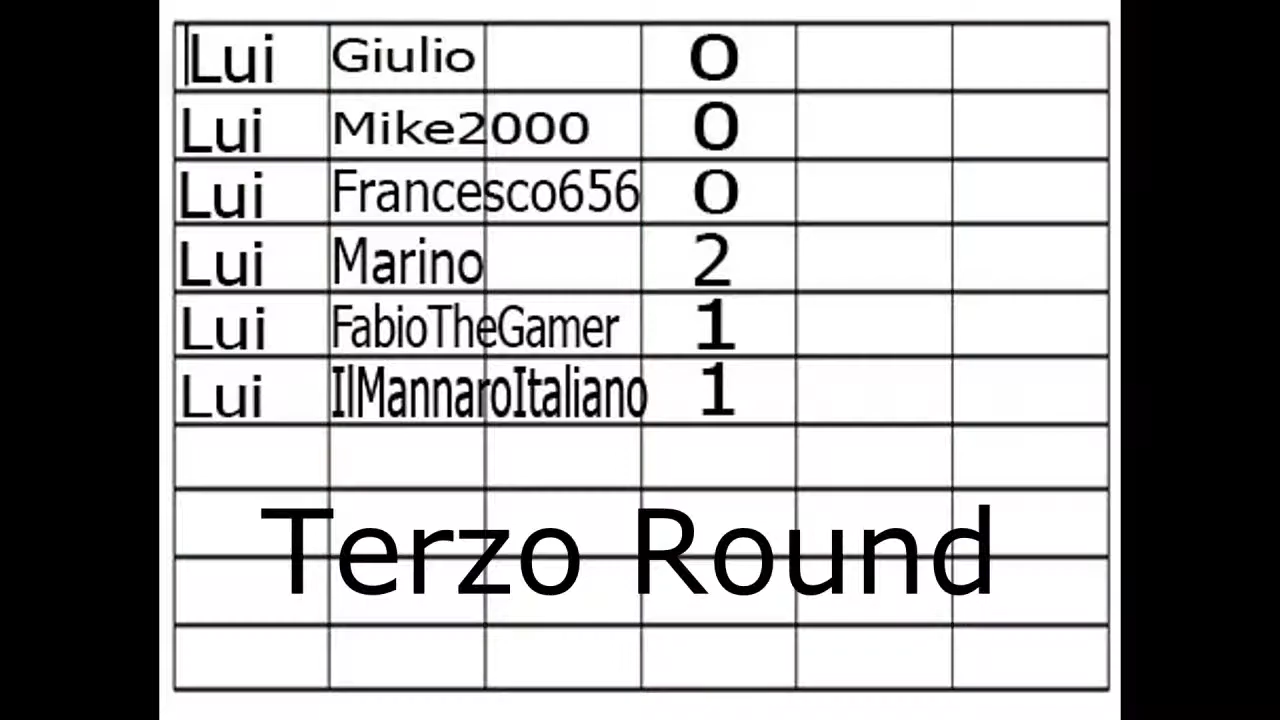 Lui Giulio 0
Lui Mike2000 0
Lui Francesco656 0
Lui Marino 2
Lui FabioTheGamer 1
Lui IlMannaroItaliano 1
Terzo Round